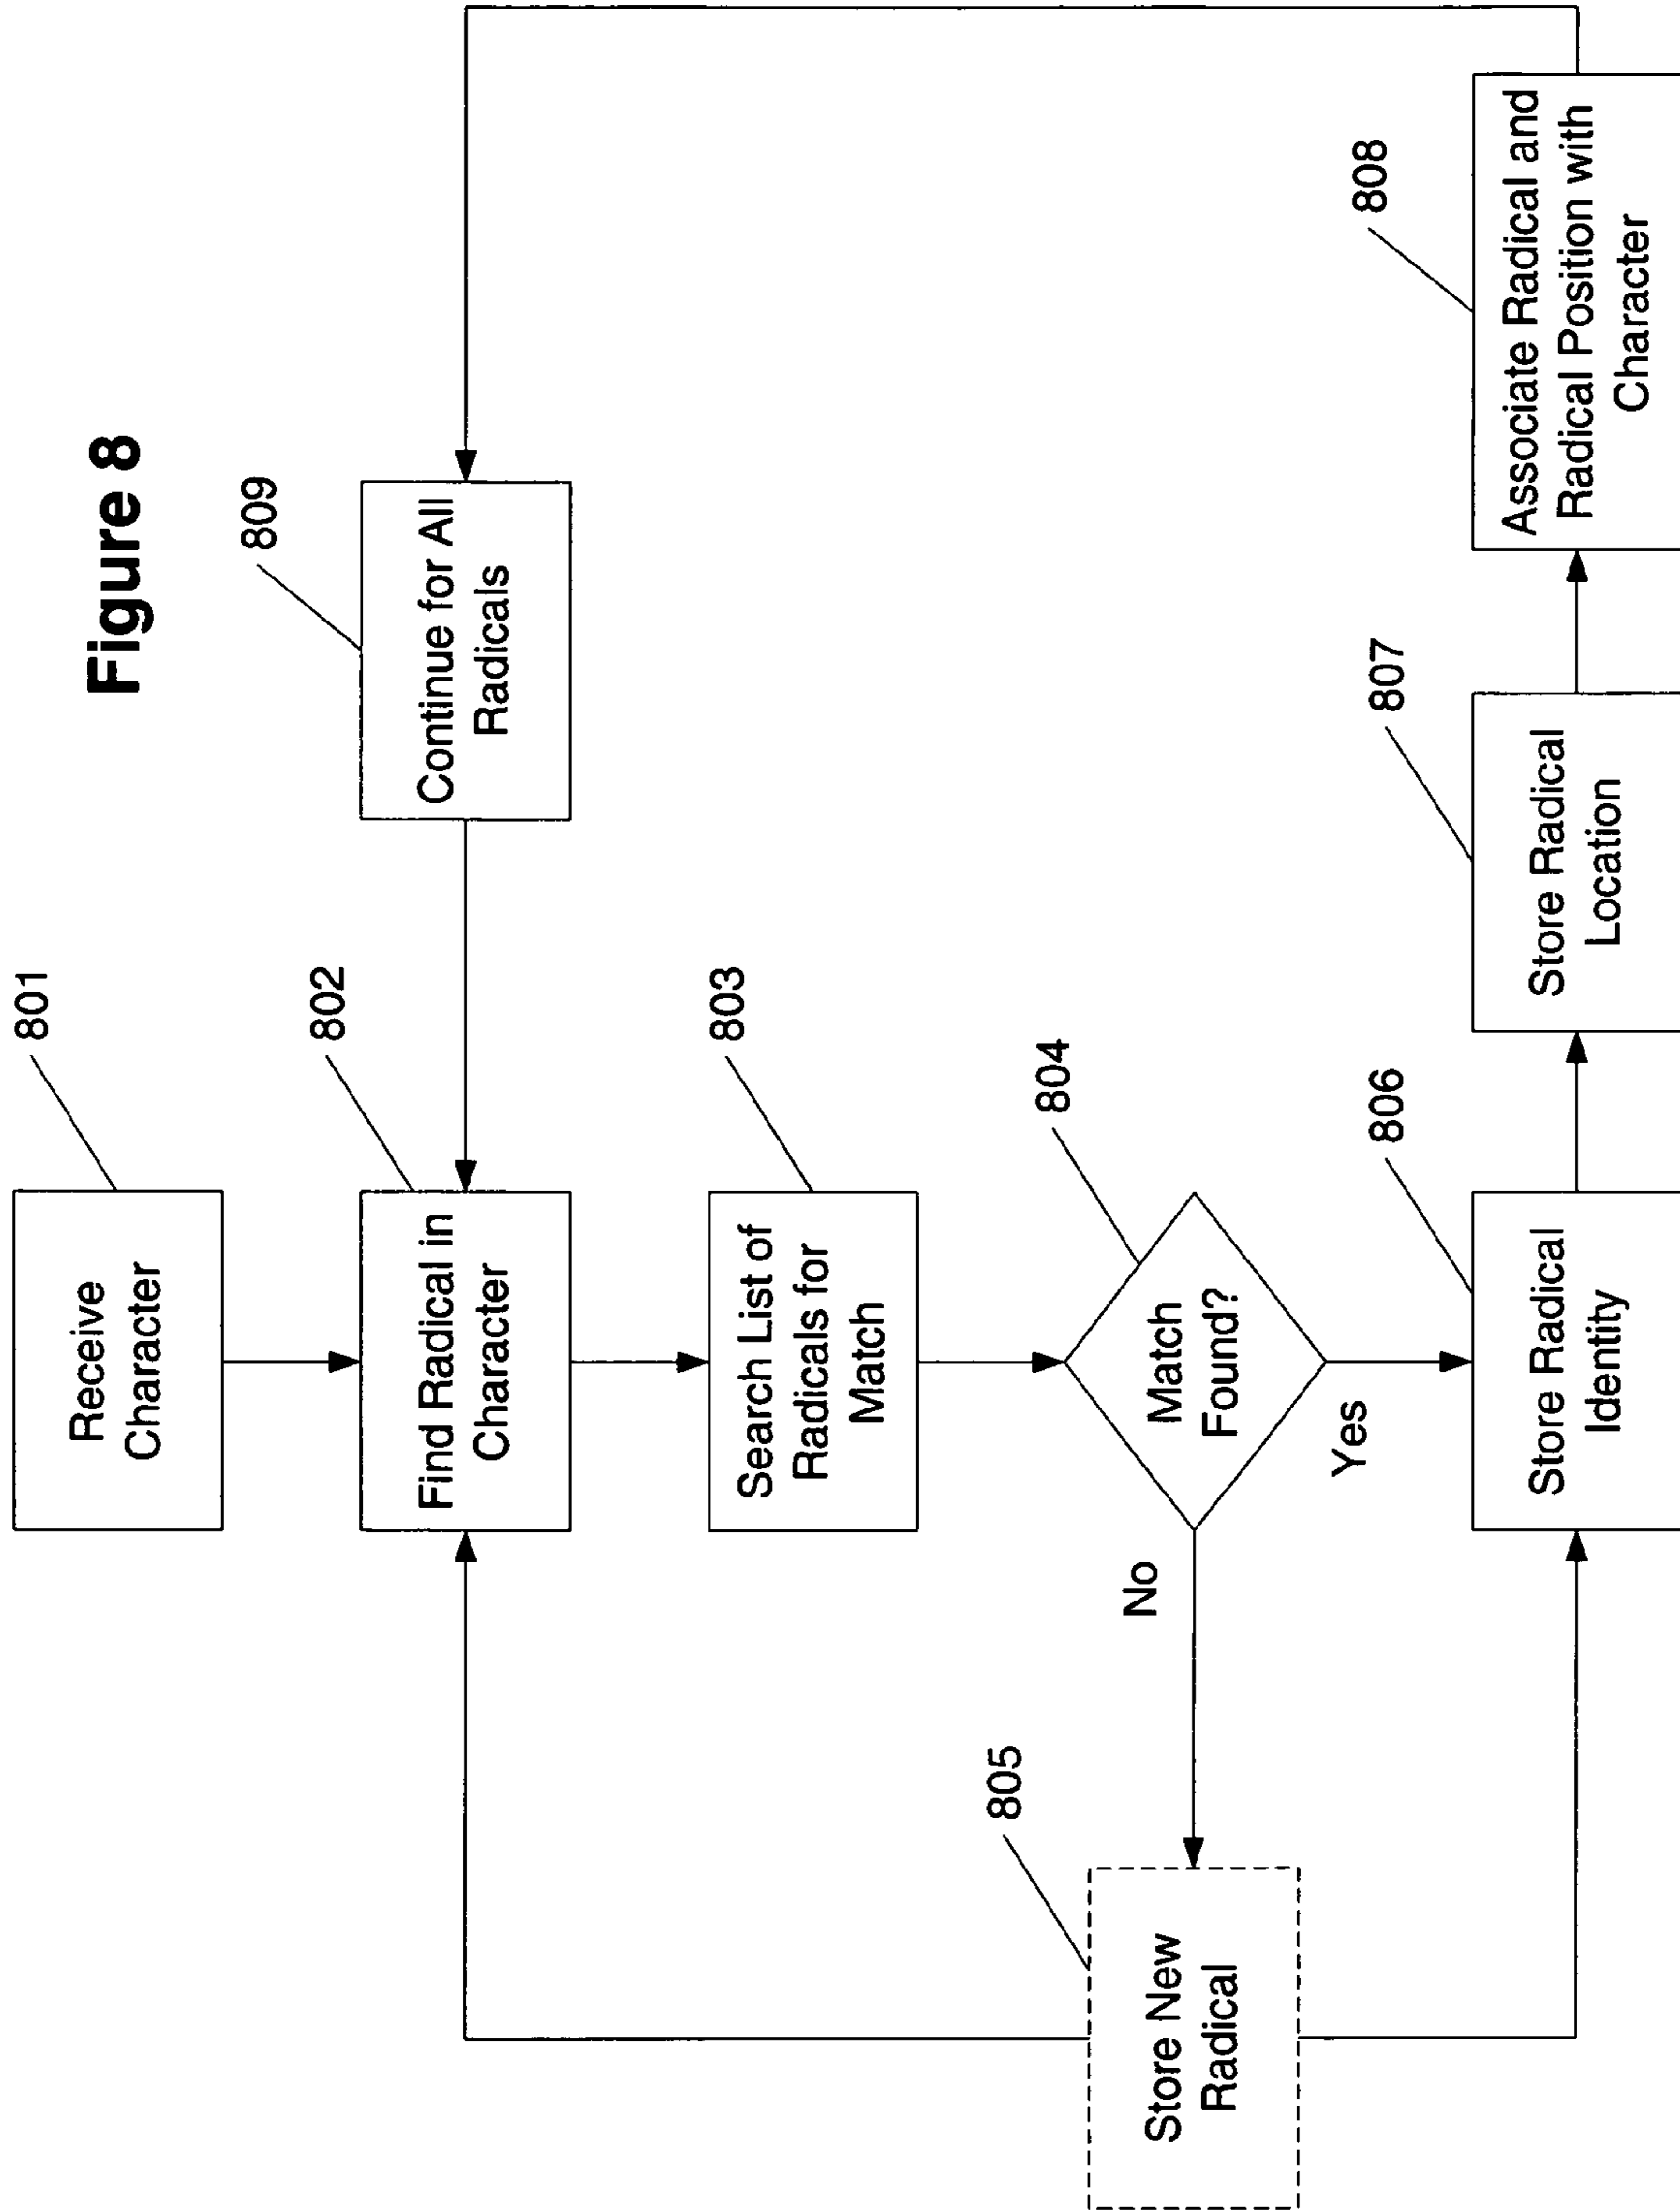 Figure 8
801
Receive
Character
802
Find Radical in
Character
809
Continue for All
Radicals
803
Search List of
Radicals for
Match
804
Match
Found?
No
Yes
805
Store New
Radical
806
Store Radical
Identity
807
Store Radical
Location
808
Associate Radical and
Radical Position with
Character